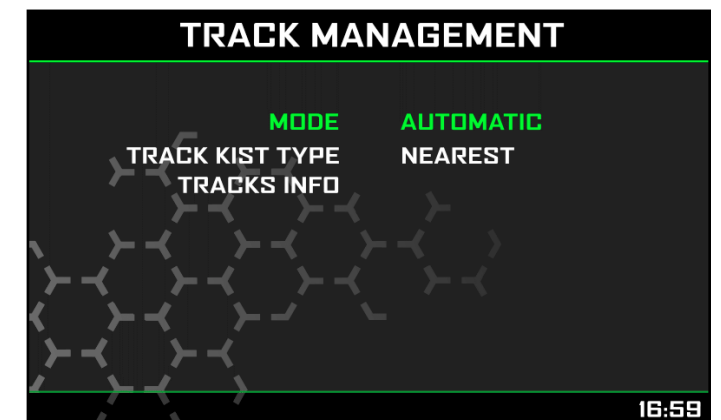 TRACK MANAGEMENT
MODE AUTOMATIC
TRACK KIST TYPE NEAREST
TRACKS INFO
16:59